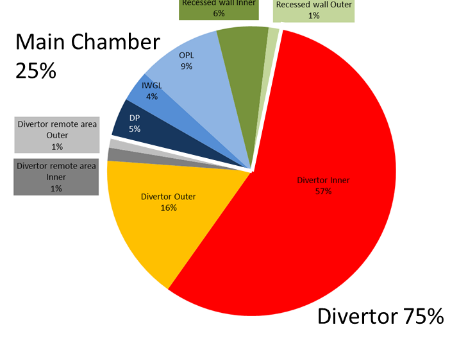 Recessed wall Inner
6%
Recessed wall Outer
1%
Main Chamber
25%
OPL
9%
IWGL
4%
DP
5%
Divertor remote area
Outer
1%
Divertor remote area
Inner
1%
Divertor Outer
16%
Divertor Inner
57%
Divertor 75%